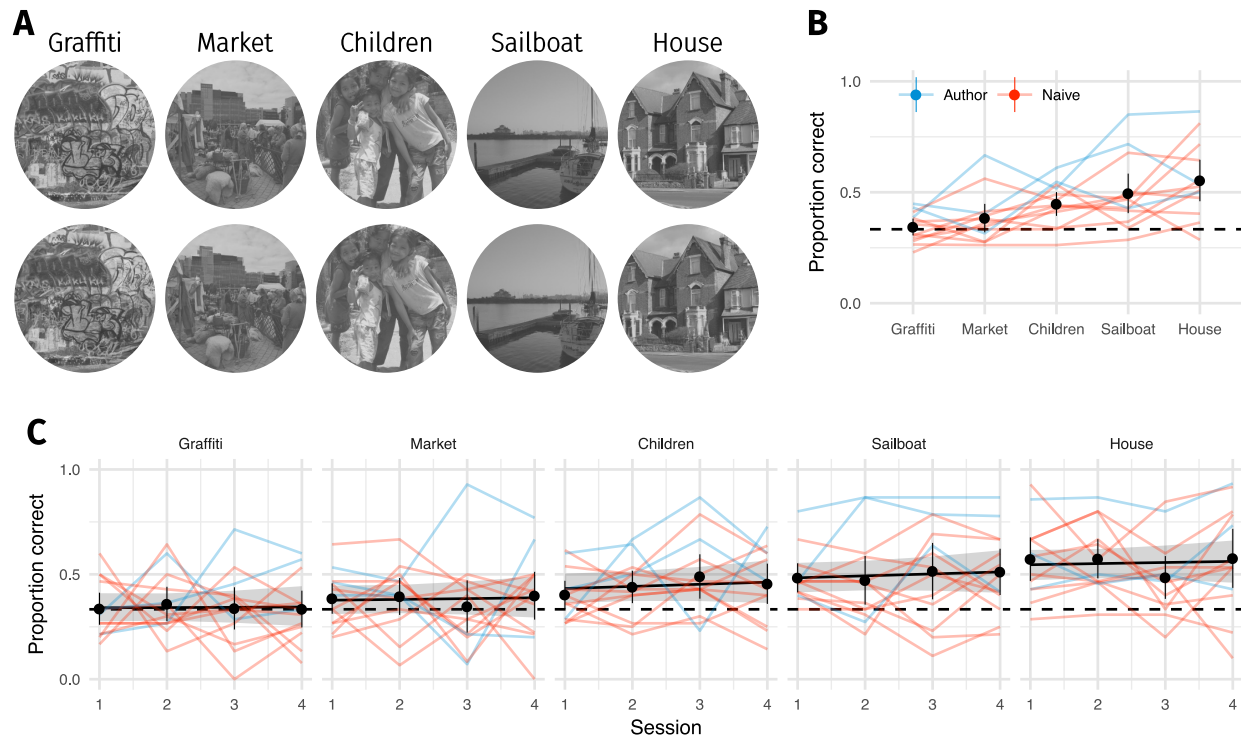 A
Graffiti Market Children Sailboat House
B
1.0
Author Naive
Proportion correct
0.5
0.0
Graffiti Market Children Sailboat House
C
Graffiti Market Children Sailboat House
1.0
Proportion correct
0.5
0.0
1 2 3 4 1 2 3 4 1 2 3 4 1 2 3 4 1 2 3 4
Session